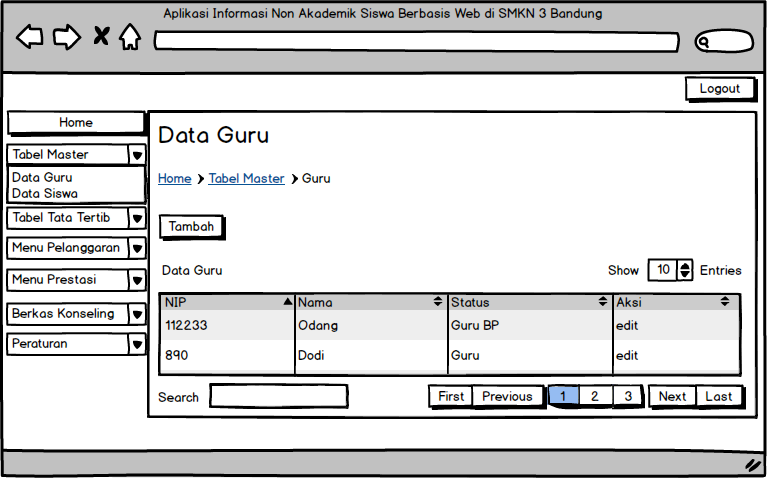 Aplikasi Informasi Non Akademik Siswa Berbasis Web di SMKN 3 Bandung
Logout
Home
Tabel Master
Data Guru
Data Siswa
Tabel Tata Tertib
Menu Pelanggaran
Menu Prestasi
Berkas Konseling
Peraturan
Data Guru
Home > Tabel Master > Guru
Tambah
Data Guru Show 10 Entries
NIP Nama Status Aksi
112233 Odang Guru BP edit
890 Dodi Guru edit
Search First Previous 1 2 3 Next Last